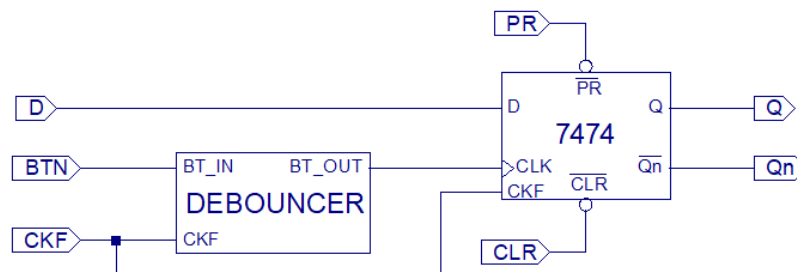 PR
PR
D
D
Q
Q
7474
BTN
BT_IN
BT_OUT
CLK
Qn
Qn
DEBOUNCER
CKF
CLR
CKF
CKF
CLR